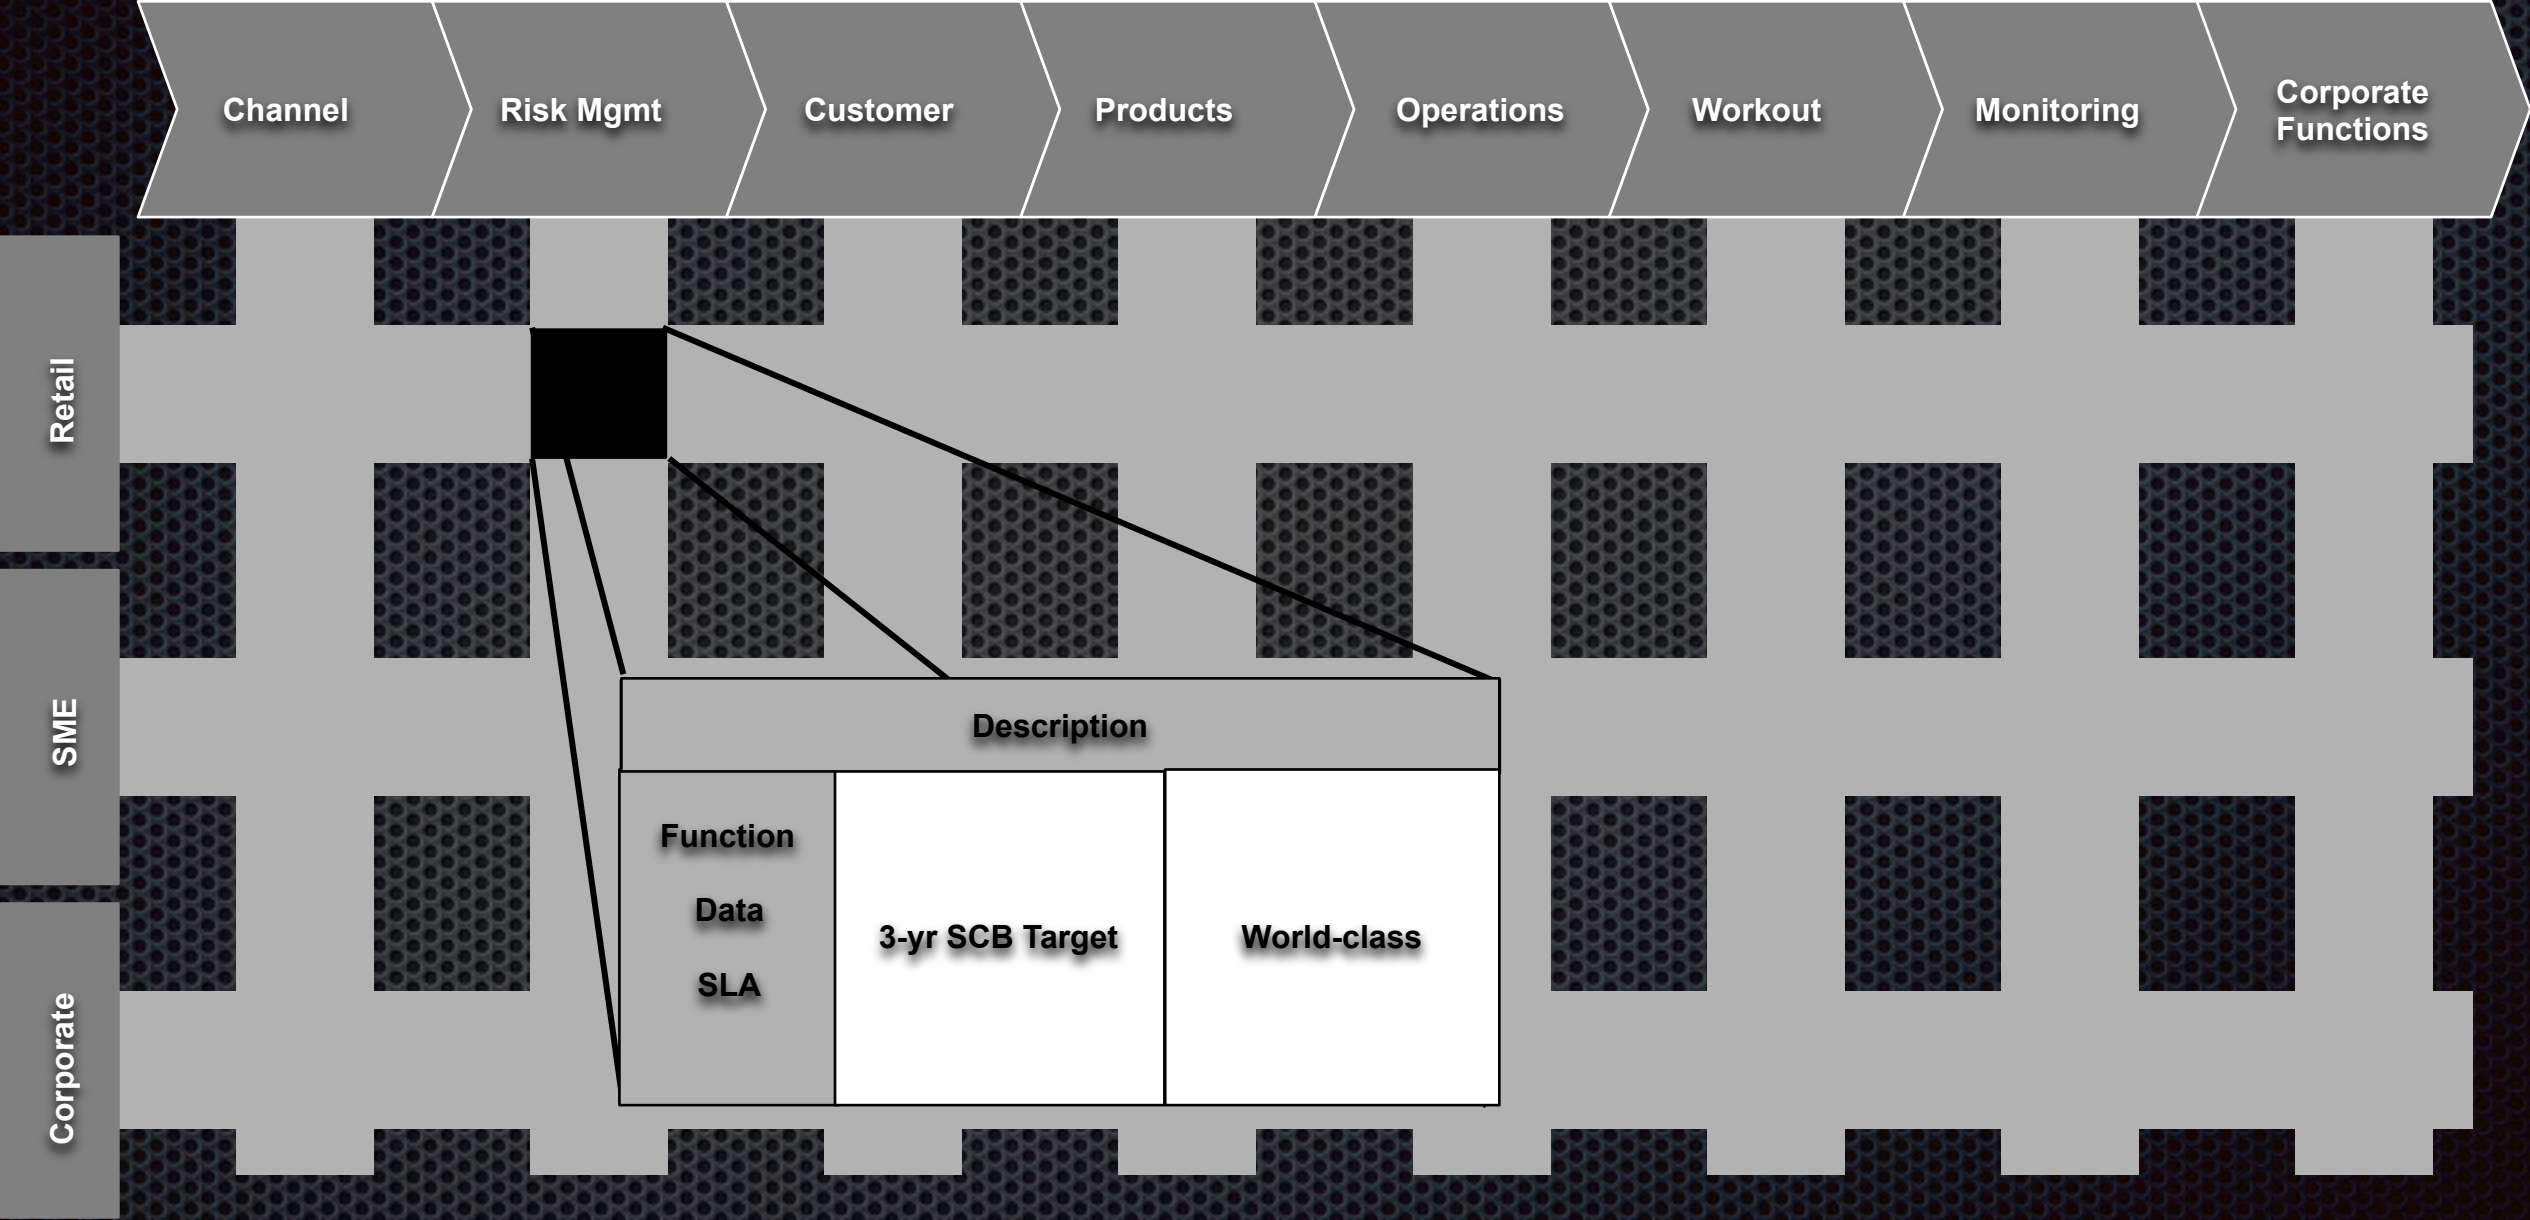 Channel
Risk Mgmt
Customer
Products
Operations
Workout
Monitoring
Corporate
Functions
Retail
SME
Corporate
Description
Function
Data
SLA
3-yr SCB Target
World-class